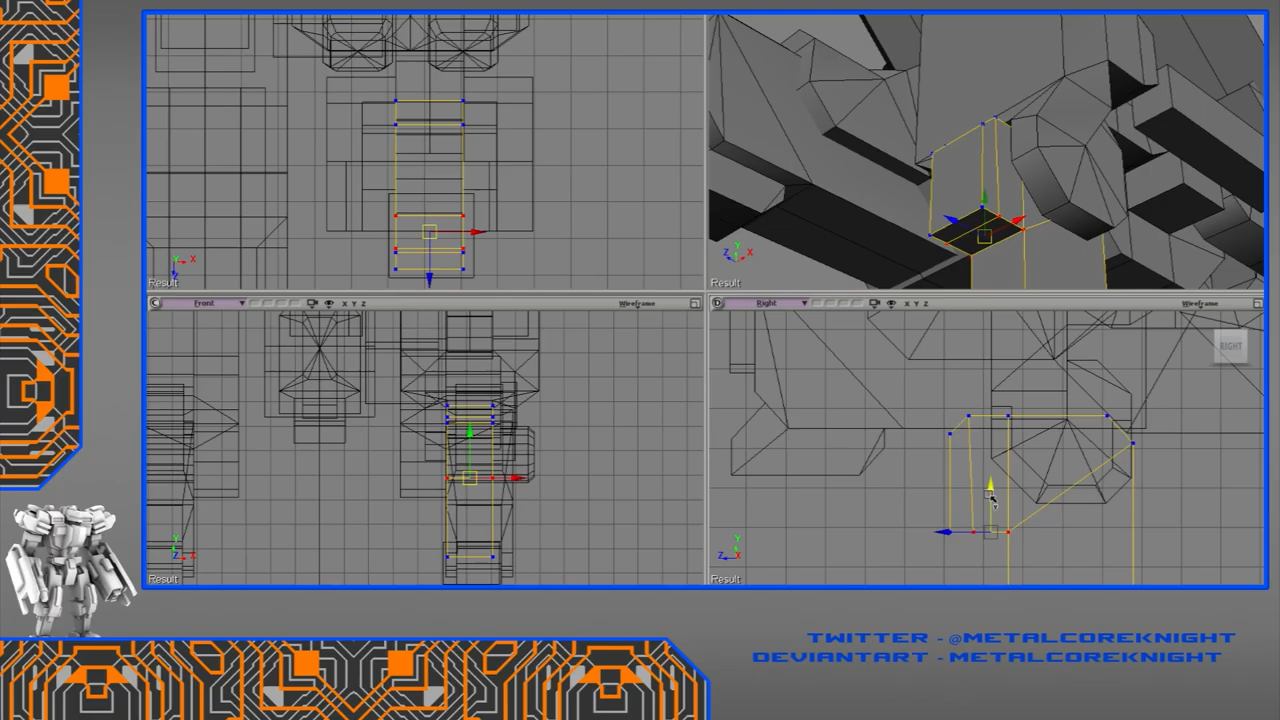 Y X
Z
Result
Y
Z X
Result
C Front X Y Z Wireframe
Y
Z X
Result
D Right X Y Z Wireframe
RIGHT
Y
Z X
Result
TWITTER - @METALCOREKNIGHT
DEVIANTART - METALCOREKNIGHT